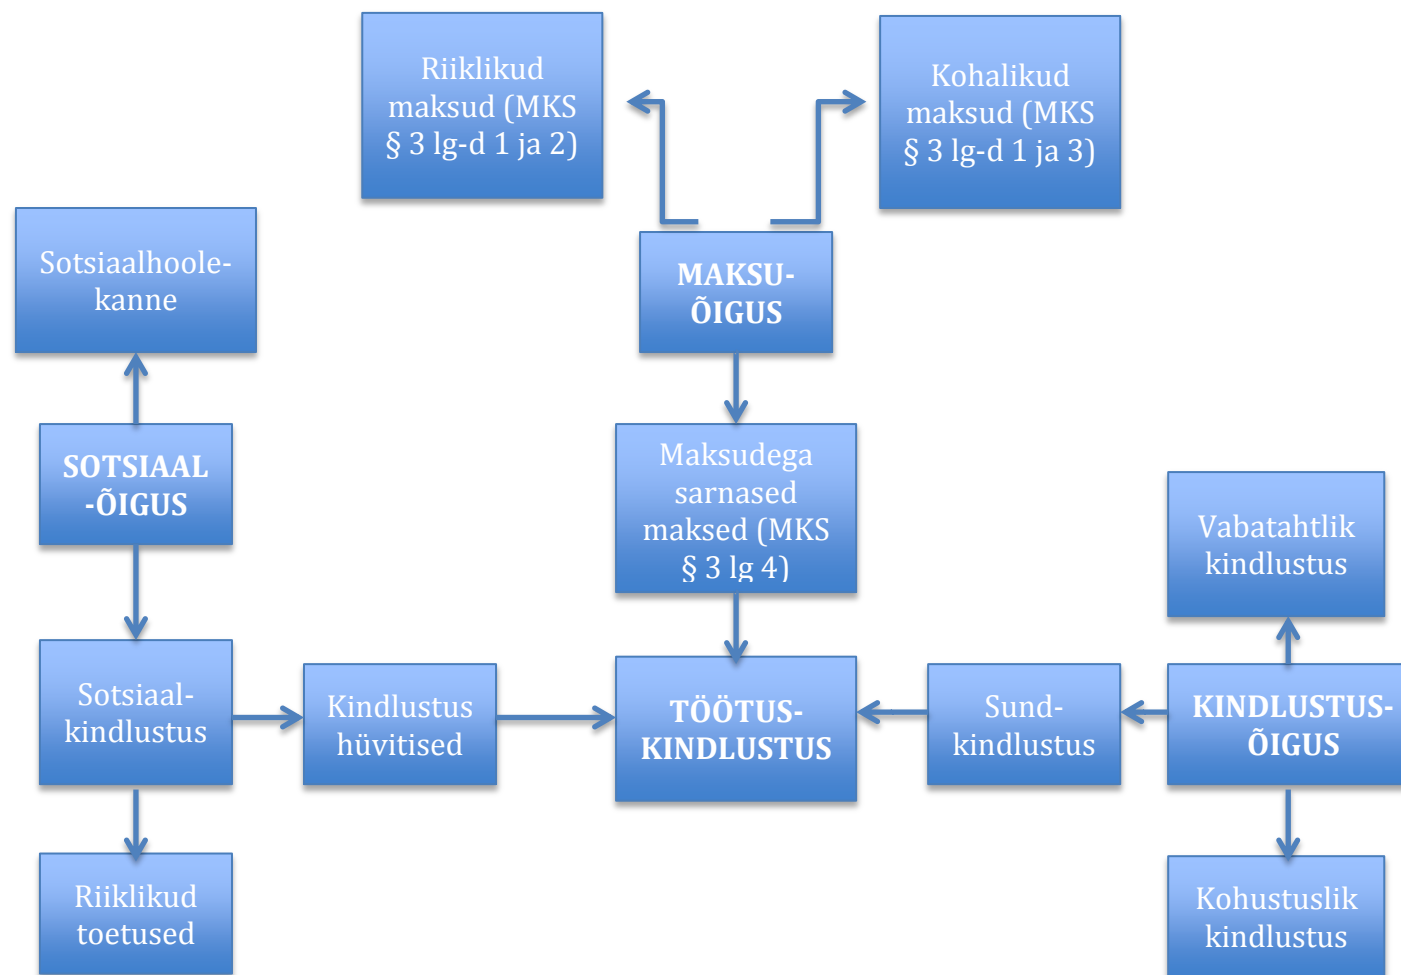 Riiklikud
maksud (MKS
§ 3 lg-d 1 ja 2)
Kohalikud
maksud (MKS
§ 3 lg-d 1 ja 3)
Sotsiaalhoole-
kanne
MAKSU-
ÕIGUS
SOTSIAAL
-ÕIGUS
Maksudega
sarnased
maksed (MKS
§ 3 lg 4)
Vabatahtlik
kindlustus
Sotsiaal-
kindlustus
Kindlustus
hüvitised
TÖÖTUS-
KINDLUSTUS
Sund-
kindlustus
KINDLUSTUS-
ÕIGUS
Riiklikud
toetused
Kohustuslik
kindlustus